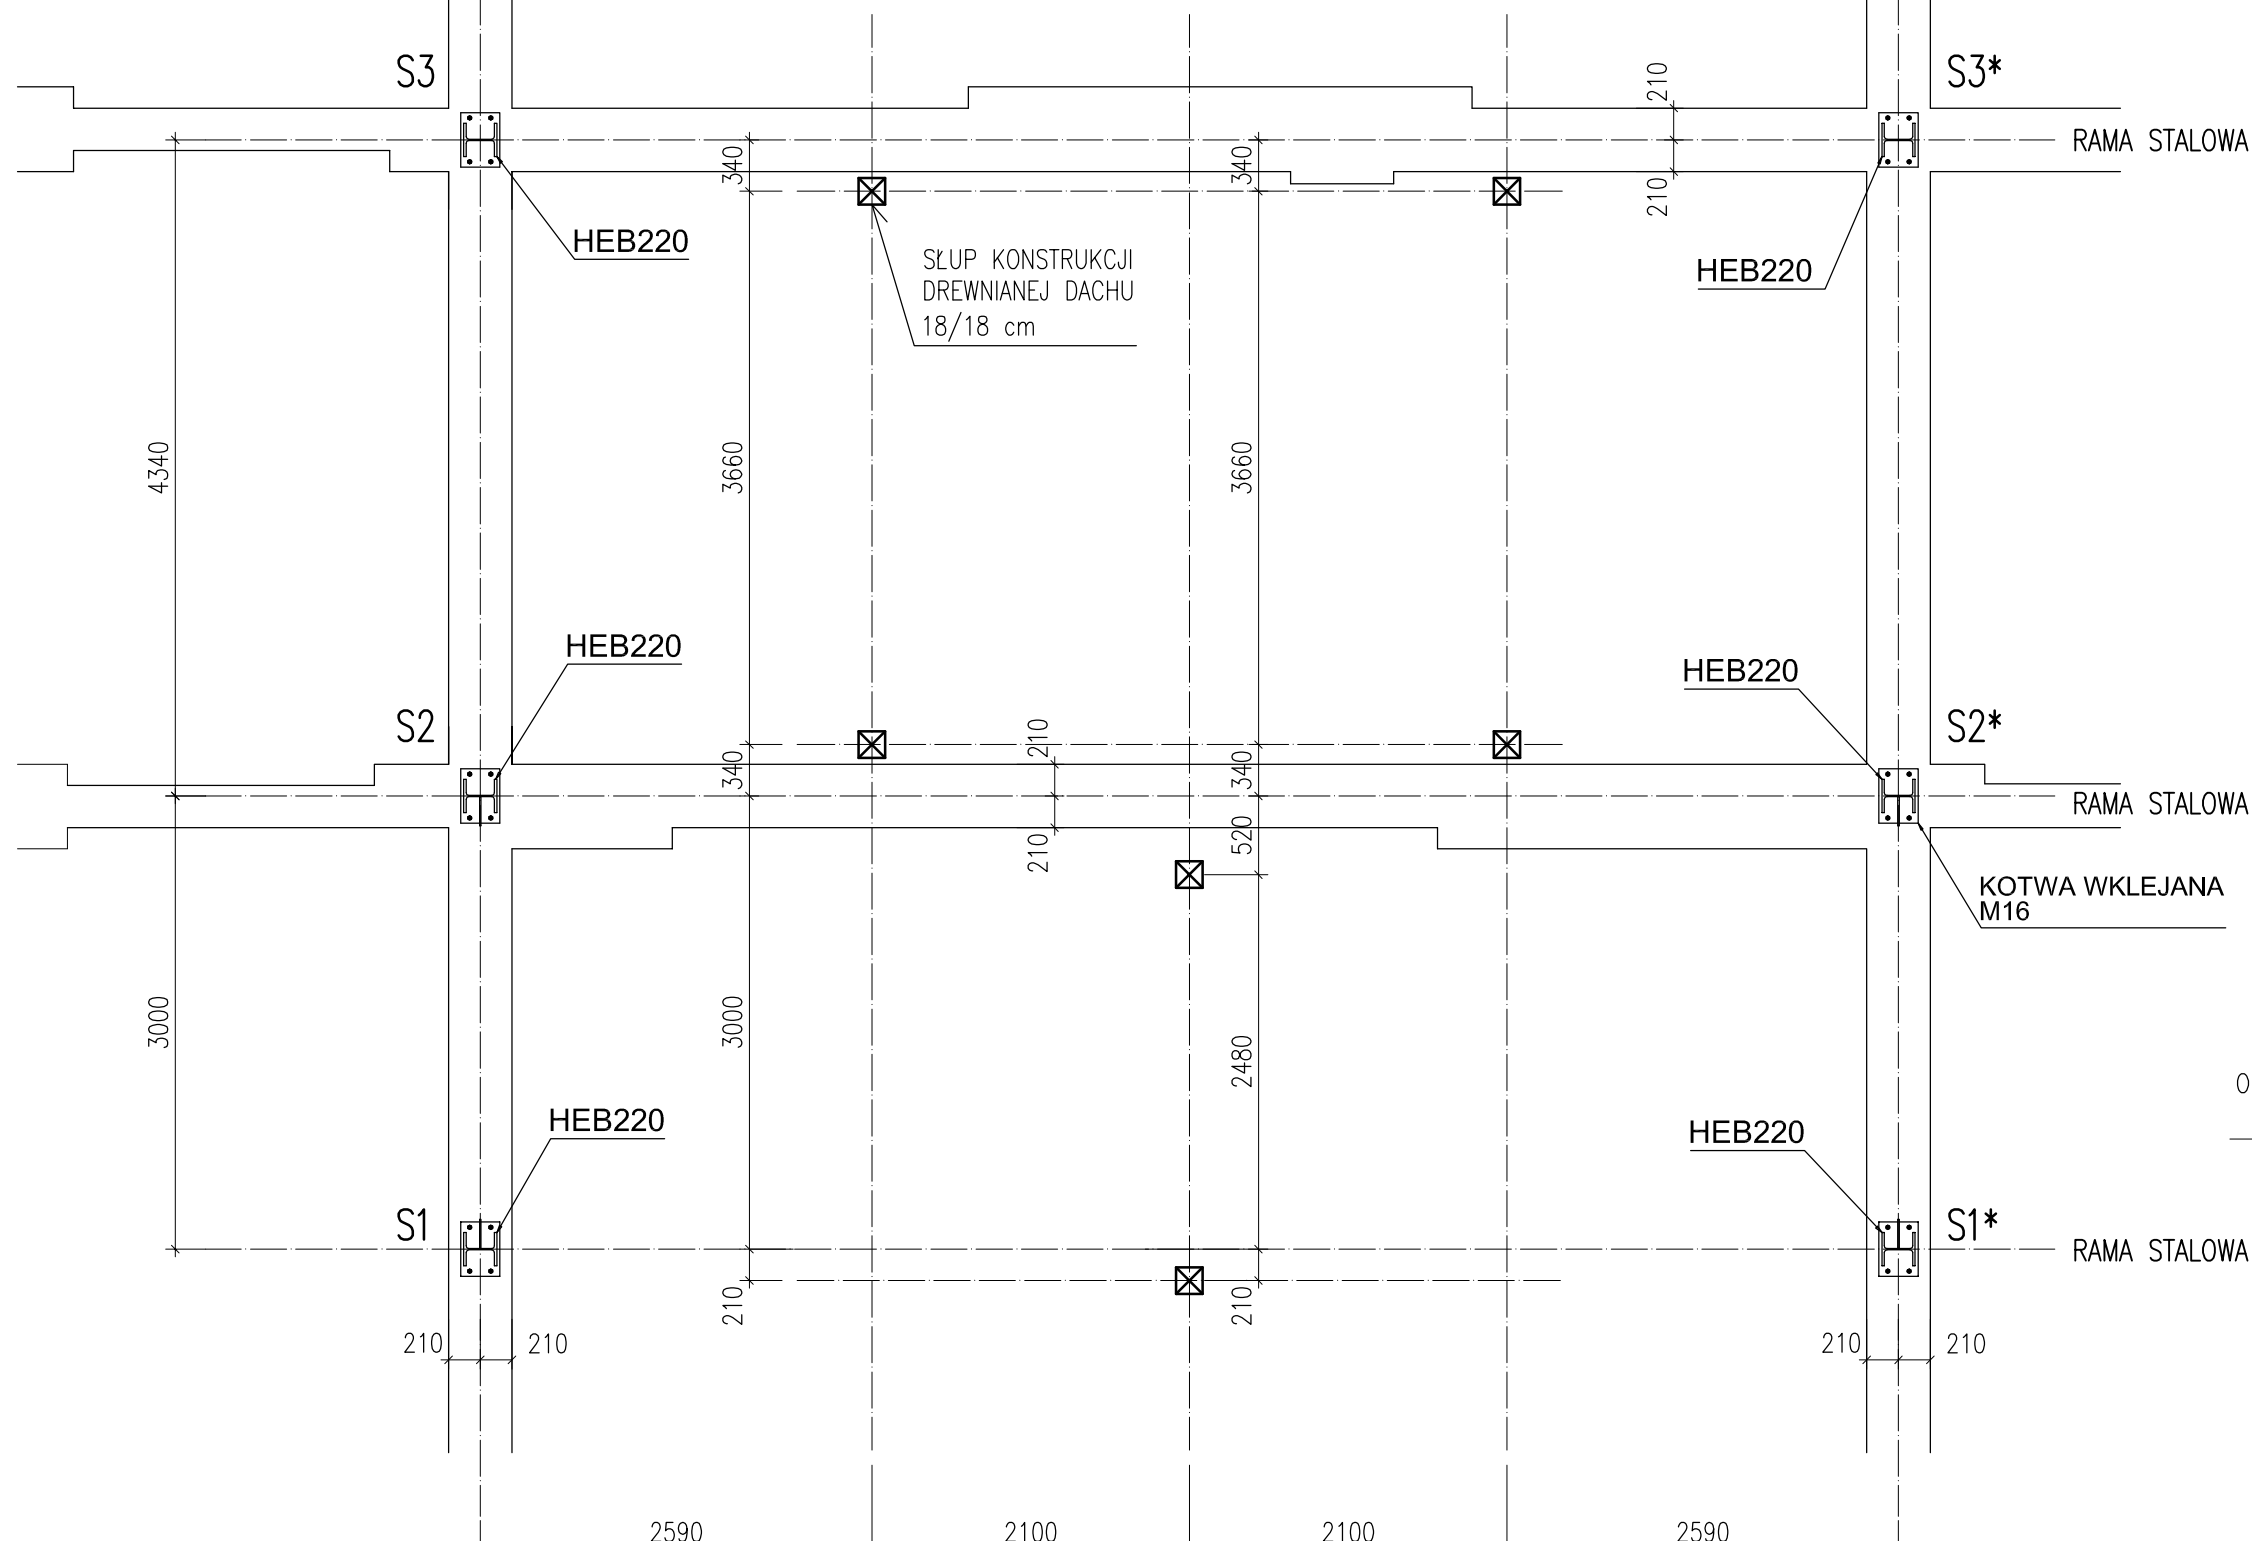 S3
S3*
210
RAMA STALOWA
340
340
210
HEB220
SŁUP KONSTRUKCJI
DREWNIANEJ DACHU
18/18 cm
HEB220
4340
3660
3660
HEB220
HEB220
S2
S2*
210
340
340
RAMA STALOWA
210
520
KOTWA WKLEJANA
M16
3000
3000
2480
O
HEB220
HEB220
S1
S1*
RAMA STALOWA
210
210
210
210
210
210
2590
2100
2100
2590